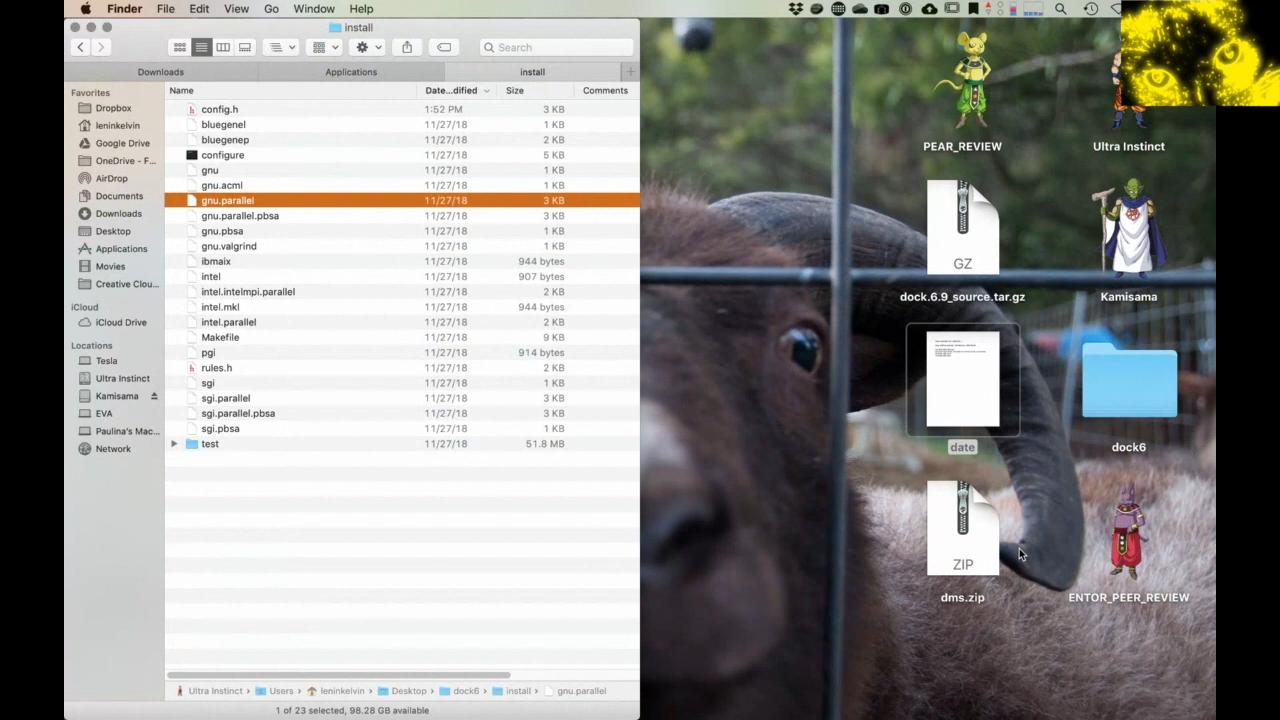 Finder File Edit View Go Window Help
install
Search
Downloads Applications install
Favorites
Dropbox
leninkelvin
Google Drive
OneDrive - F...
AirDrop
Documents
Downloads
Desktop
Applications
Movies
Creative Clou...
iCloud
iCloud Drive
Locations
Tesla
Ultra Instinct
Kamisama
EVA
Paulina's Mac...
Network
Name Date...dified Size Comments
config.h 1:52 PM 3 KB
bluegenel 11/27/18 1 KB
bluegenep 11/27/18 2 KB
configure 11/27/18 5 KB
gnu 11/27/18 1 KB
gnu.acml 11/27/18 1 KB
gnu.parallel 11/27/18 3 KB
gnu.parallel.pbsa 11/27/18 3 KB
gnu.pbsa 11/27/18 1 KB
gnu.valgrind 11/27/18 1 KB
ibmaix 11/27/18 944 bytes
intel 11/27/18 907 bytes
intel.intelmpi.parallel 11/27/18 2 KB
intel.mkl 11/27/18 944 bytes
intel.parallel 11/27/18 2 KB
Makefile 11/27/18 9 KB
pgi 11/27/18 914 bytes
rules.h 11/27/18 1 KB
sgi 11/27/18 1 KB
sgi.parallel 11/27/18 3 KB
sgi.parallel.pbsa 11/27/18 3 KB
sgi.pbsa 11/27/18 1 KB
test 11/27/18 51.8 MB
Ultra Instinct › Users › leninkelvin › Desktop › dock6 › install › gnu.parallel
1 of 23 selected, 98.28 GB available
PEAR_REVIEW
Ultra Instinct
GZ
dock.6.9_source.tar.gz
Kamisama
date
dock6
ZIP
dms.zip
ENTOR_PEER_REVIEW